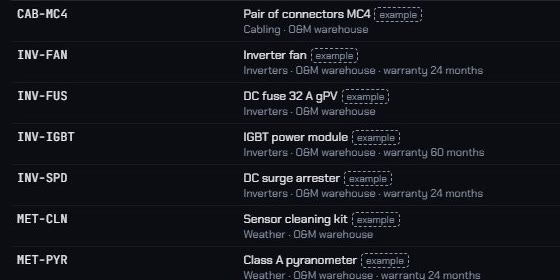 CAB-MC4 Pair of connectors MC4 example
Cabling · O&M warehouse
INV-FAN Inverter fan example
Inverters · O&M warehouse · warranty 24 months
INV-FUS DC fuse 32 A gPV example
Inverters · O&M warehouse
INV-IGBT IGBT power module example
Inverters · O&M warehouse · warranty 60 months
INV-SPD DC surge arrester example
Inverters · O&M warehouse · warranty 24 months
MET-CLN Sensor cleaning kit example
Weather · O&M warehouse
MET-PYR Class A pyranometer example
Weather · O&M warehouse · warranty 24 months